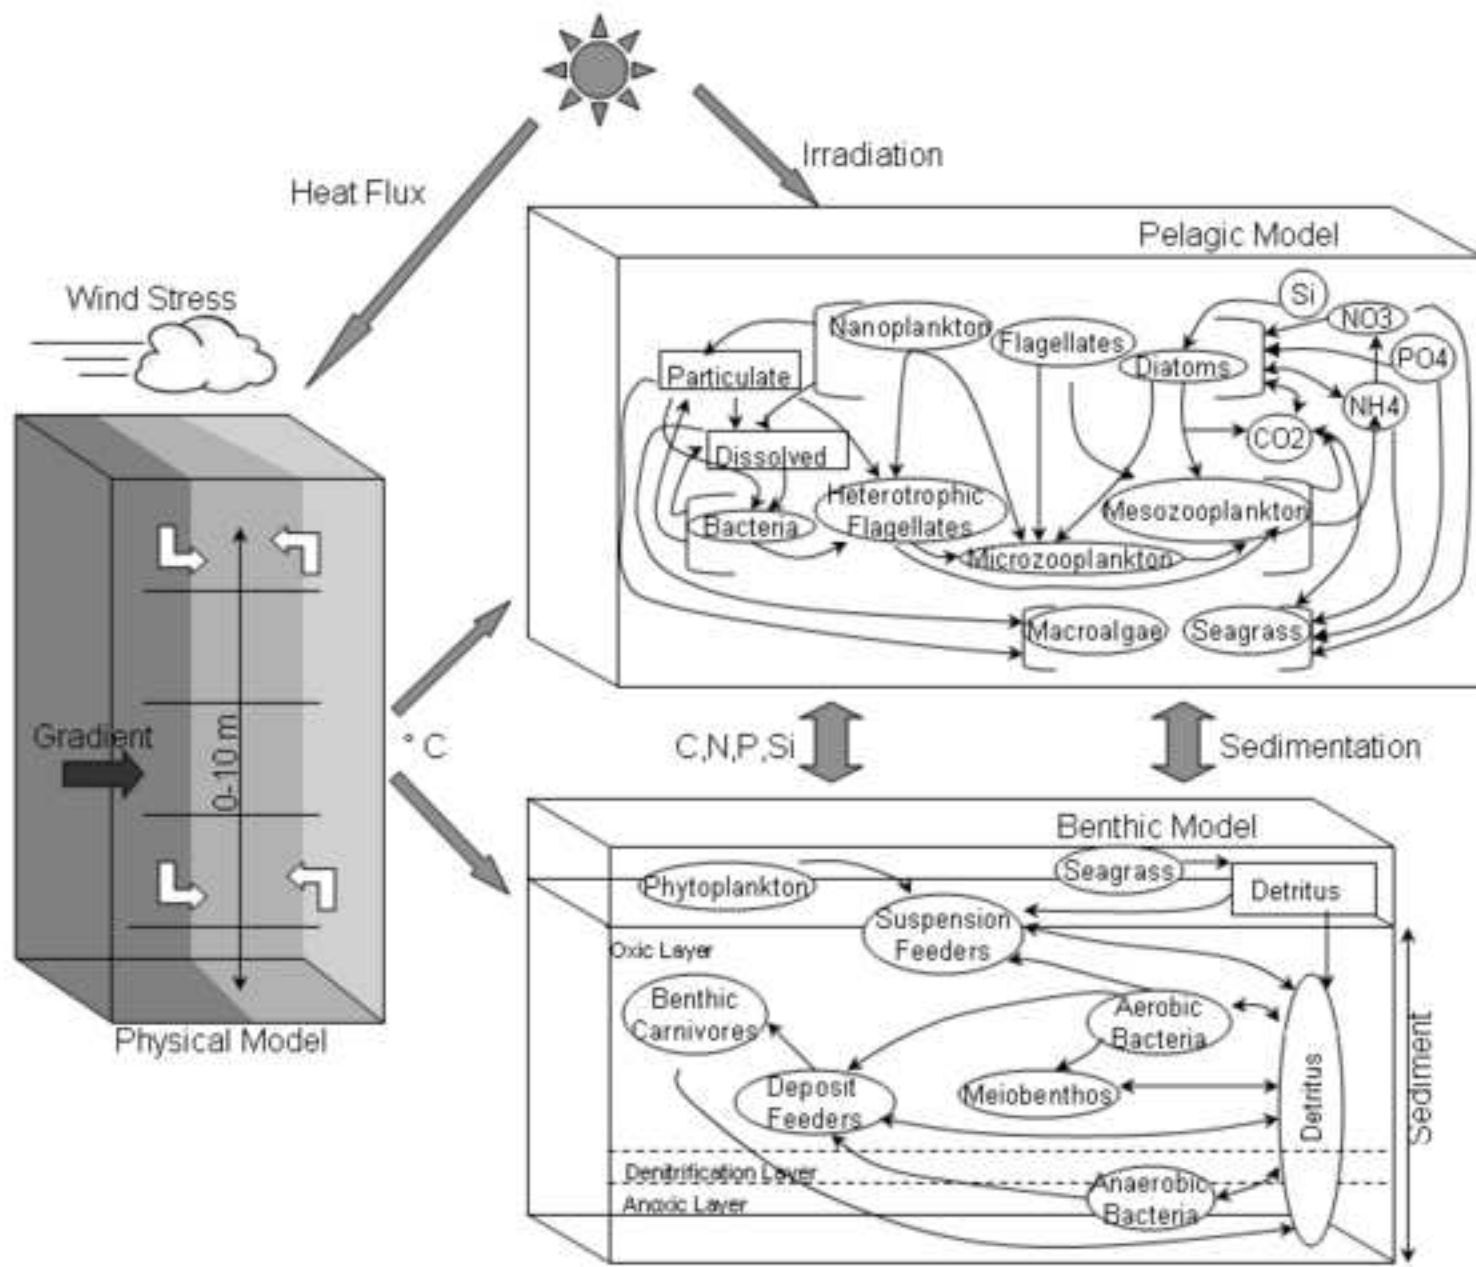 Irradiation
Heat Flux
Wind Stress
Pelagic Model
Si
Nanoplankton
Flagellates
NO3
PO4
Particulate
Diatoms
NH4
CO2
Dissolved
Heterotrophic
Flagellates
Bacteria
Mesozooplankton
Microzooplankton
Macroalgae
Seagrass
Gradient
0-10 m
° C
C,N,P,Si
Sedimentation
Physical Model
Benthic Model
Phytoplankton
Seagrass
Detritus
Suspension
Feeders
Oxic Layer
Benthic
Carnivores
Aerobic
Bacteria
Deposit
Feeders
Meiobenthos
Detritus
Sediment
Denitrification Layer
Anoxic Layer
Anaerobic
Bacteria